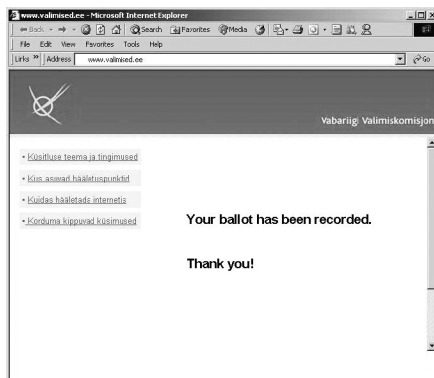 www.valimised.ee - Microsoft Internet Explorer
Back Search Favorites Media
File Edit View Favorites Tools Help
Links » Address www.valimised.ee Go
Vabariigi Valimiskomisjon
• Küsitluse teema ja tingimused
• Kus asuvad hääletuspunktid
• Kuidas hääletada internetis
• Korduma kippuvad küsimused
Your ballot has been recorded.
Thank you!